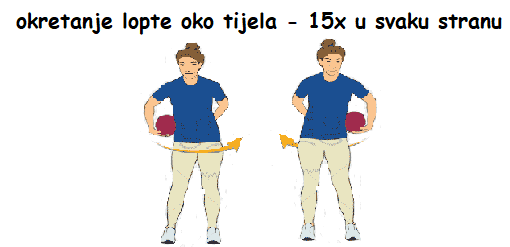 okretanje lopte oko tijela - 15x u svaku stranu